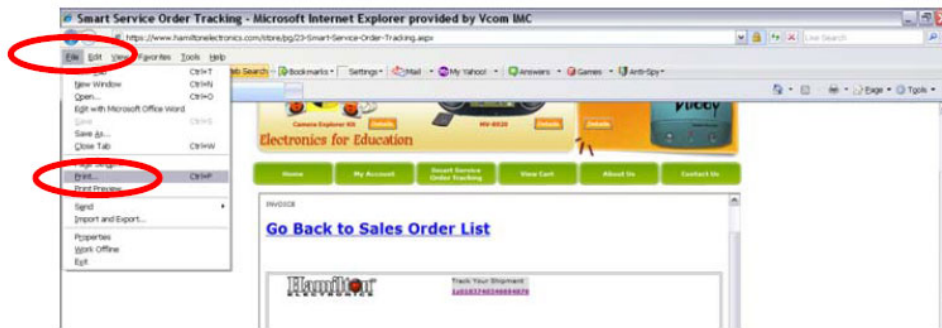 Smart Service Order Tracking - Microsoft Internet Explorer provided by Vcom IMC
https://www.hamiltonelectronics.com/store/pg/23-Smart-Service-Order-Tracking.aspx
Live Search
File Edit View Favorites Tools Help
Search Bookmarks Settings Mail My Yahoo! Answers Games Anti-Spy
Page Tools
Ctrl+T
New Window Ctrl+N
Open... Ctrl+O
Edit with Microsoft Office Word
Save Ctrl+S
Save As...
Close Tab Ctrl+W
Print... Ctrl+P
Print Preview...
Send
Import and Export...
Properties
Work Offline
Exit
Camera Explorer Kit Details
Details
Details
Electronics for Education
Home
My Account
Smart Service
Order Tracking
View Cart
About Us
Contact Us
INVOICE
Go Back to Sales Order List
Hamilton
ELECTRONICS
Track Your Shipment